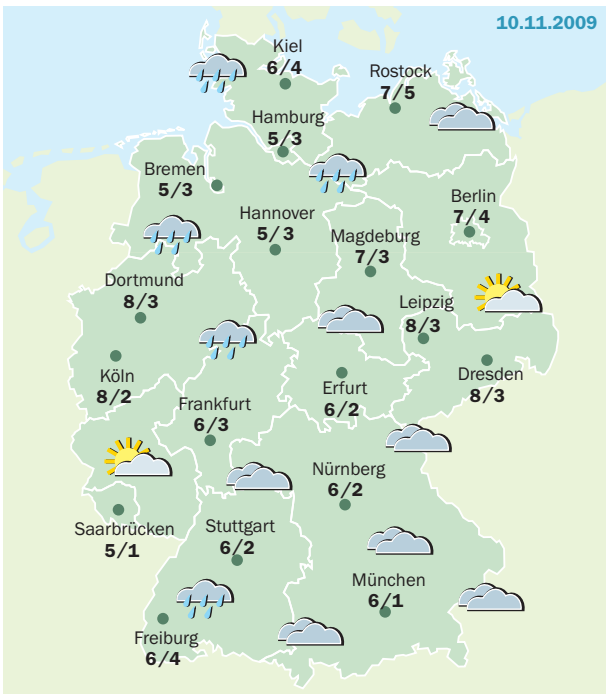 10.11.2009
Kiel
6/4
Rostock
7/5
Hamburg
5/3
Bremen
5/3
Berlin
7/4
Hannover
5/3
Magdeburg
7/3
Dortmund
8/3
Leipzig
8/3
Köln
8/2
Erfurt
6/2
Dresden
8/3
Frankfurt
6/3
Nürnberg
6/2
Saarbrücken
5/1
Stuttgart
6/2
München
6/1
Freiburg
6/4